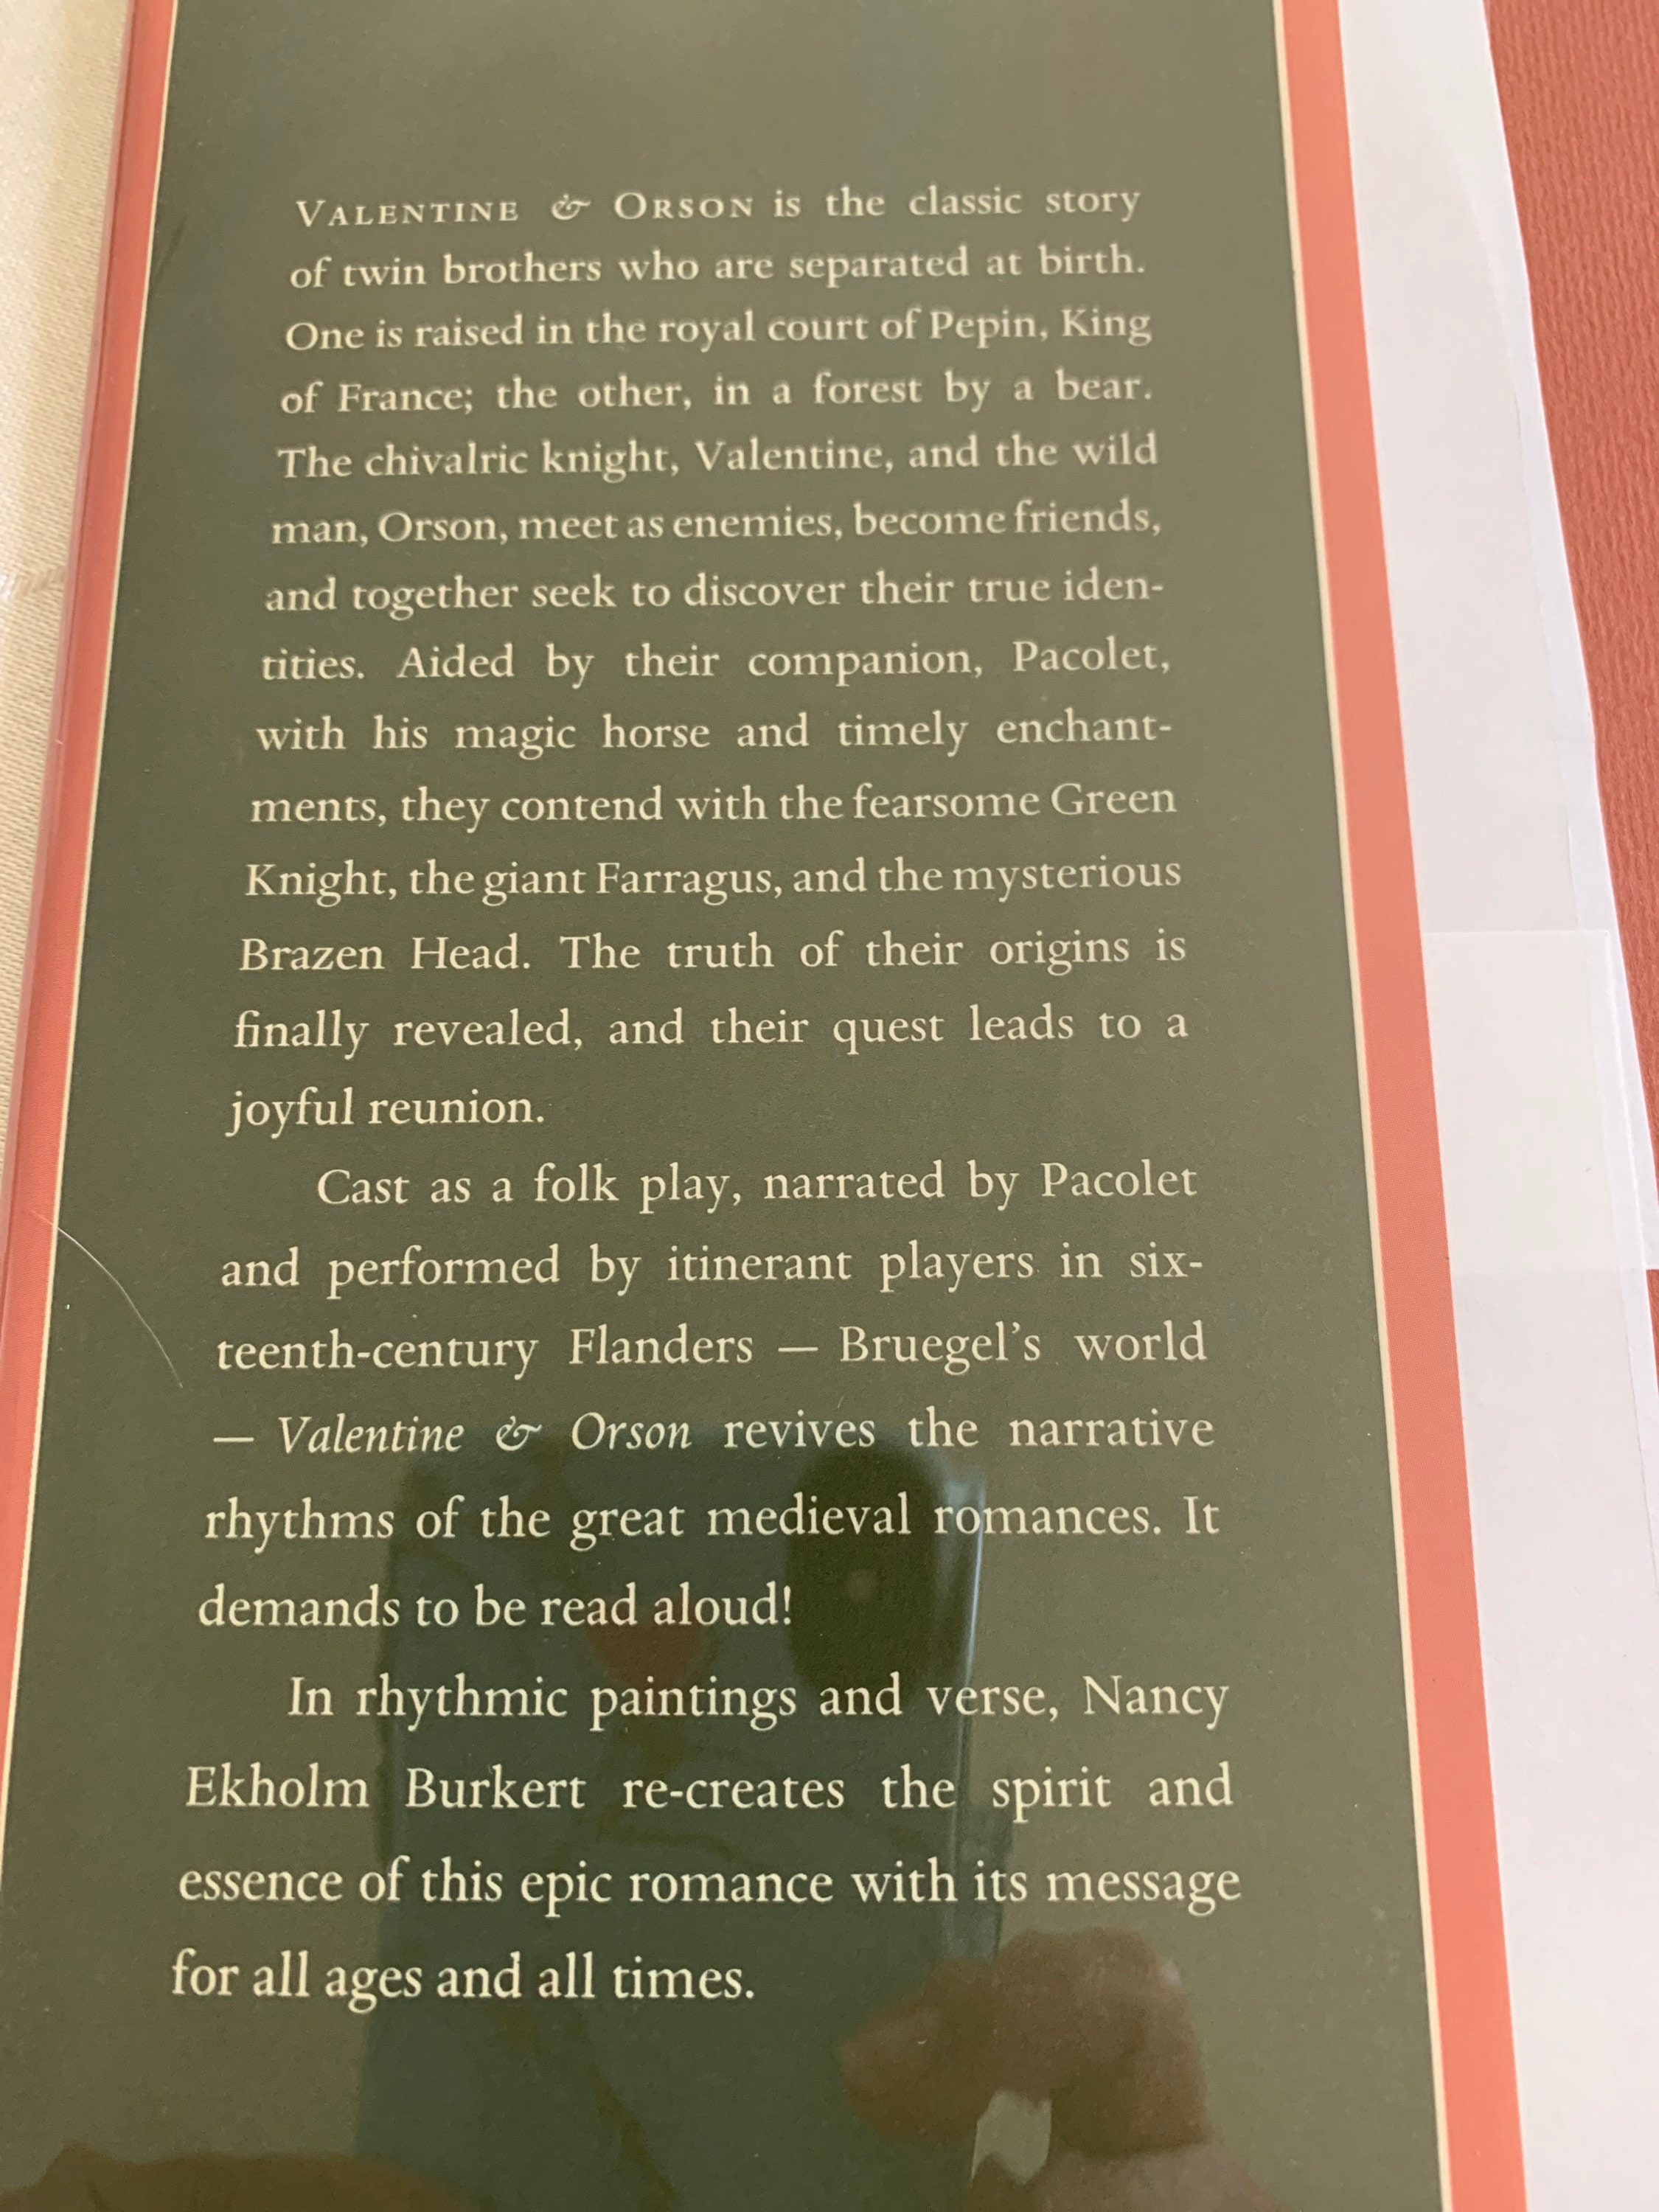 VALENTINE & ORSON is the classic story
of twin brothers who are separated at birth.
One is raised in the royal court of Pepin, King
of France; the other, in a forest by a bear.
The chivalric knight, Valentine, and the wild
man, Orson, meet as enemies, become friends,
and together seek to discover their true iden-
tities. Aided by their companion, Pacolet,
with his magic horse and timely enchant-
ments, they contend with the fearsome Green
Knight, the giant Farragus, and the mysterious
Brazen Head. The truth of their origins is
finally revealed, and their quest leads to a
joyful reunion.
Cast as a folk play, narrated by Pacolet
and performed by itinerant players in six-
teenth-century Flanders — Bruegel's world
— Valentine & Orson revives the narrative
rhythms of the great medieval romances. It
demands to be read aloud!
In rhythmic paintings and verse, Nancy
Ekholm Burkert re-creates the spirit and
essence of this epic romance with its message
for all ages and all times.